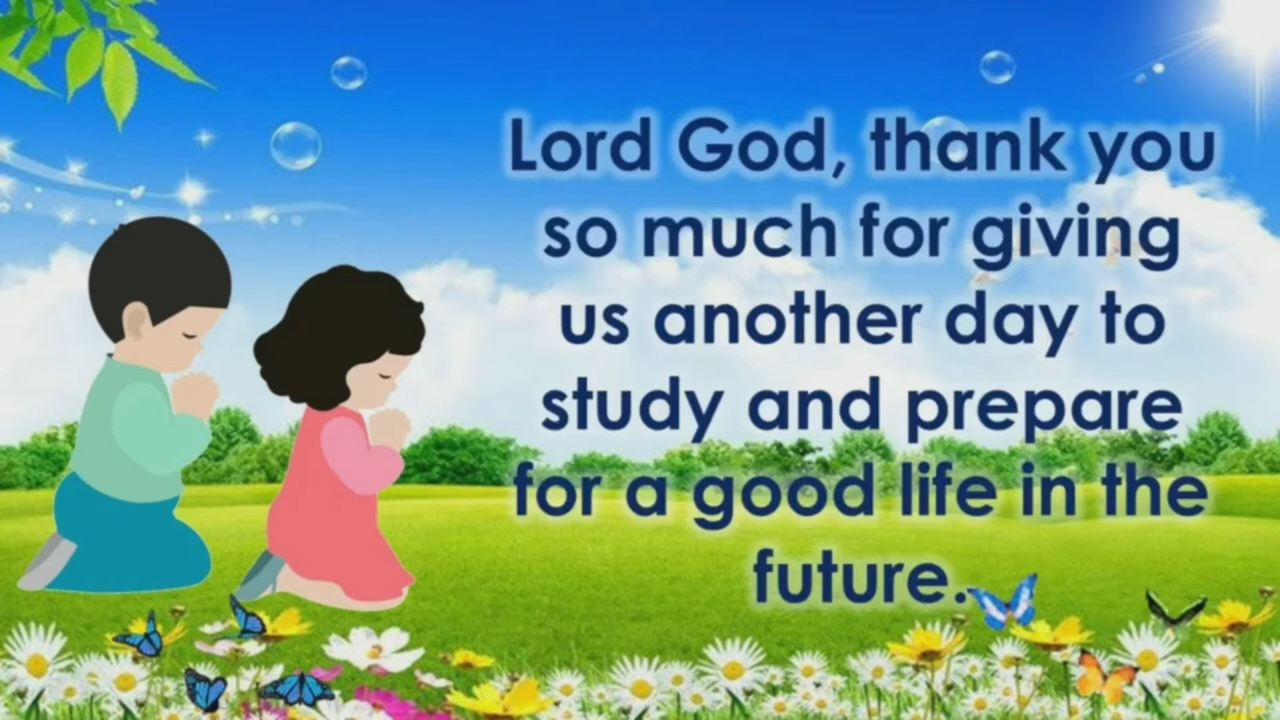 Lord God, thank you
so much for giving
us another day to
study and prepare
for a good life in the
future.